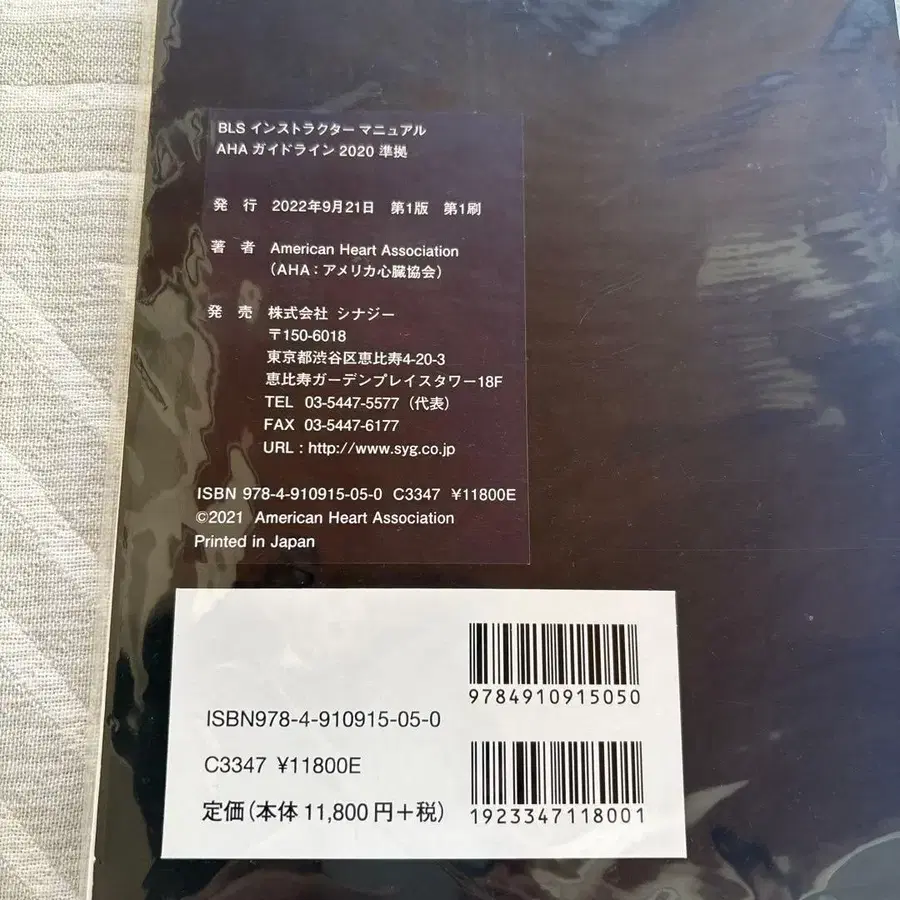 BLS インストラクター マニュアル
AHA ガイドライン 2020 準拠
発 行 2022年9月21日 第1版 第1刷
著 者 American Heart Association
（AHA：アメリカ心臓協会）
発 売 株式会社 シナジー
〒150-6018
東京都渋谷区恵比寿4-20-3
恵比寿ガーデンプレイスタワー18F
TEL 03-5447-5577（代表）
FAX 03-5447-6177
URL : http://www.syg.co.jp
ISBN 978-4-910915-05-0 C3347 ¥11800E
©2021 American Heart Association
Printed in Japan
9784910915050
ISBN978-4-910915-05-0
C3347 ¥11800E
定価（本体 11,800円＋税）
1923347118001